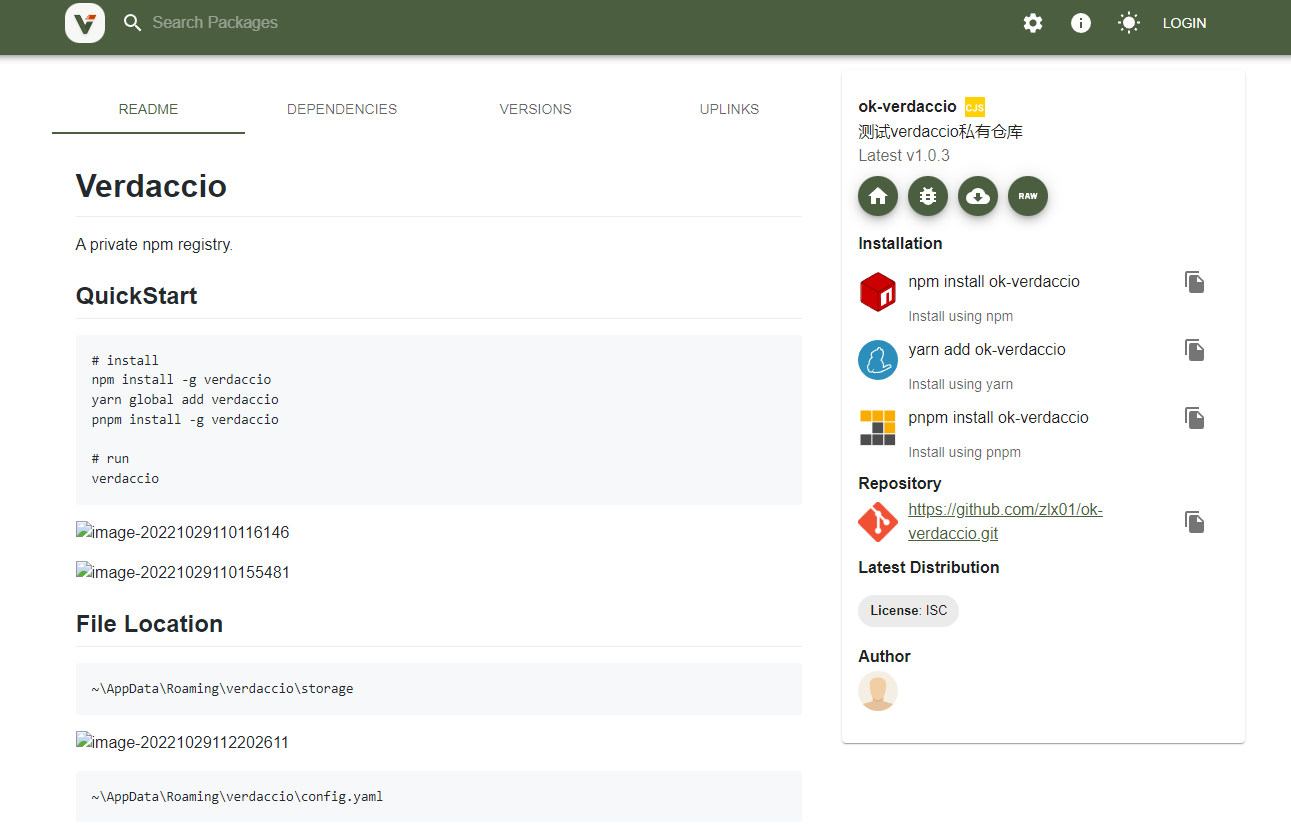 Search Packages
LOGIN
README
DEPENDENCIES
VERSIONS
UPLINKS
Verdaccio
A private npm registry.
QuickStart
# install
npm install -g verdaccio
yarn global add verdaccio
pnpm install -g verdaccio
# run
verdaccio
image-20221029110116146
image-20221029110155481
File Location
~\AppData\Roaming\verdaccio\storage
image-20221029112202611
~\AppData\Roaming\verdaccio\config.yaml
ok-verdaccio CJS
测试verdaccio私有仓库
Latest v1.0.3
RAW
Installation
npm install ok-verdaccio
Install using npm
yarn add ok-verdaccio
Install using yarn
pnpm install ok-verdaccio
Install using pnpm
Repository
https://github.com/zlx01/ok-
verdaccio.git
Latest Distribution
License: ISC
Author